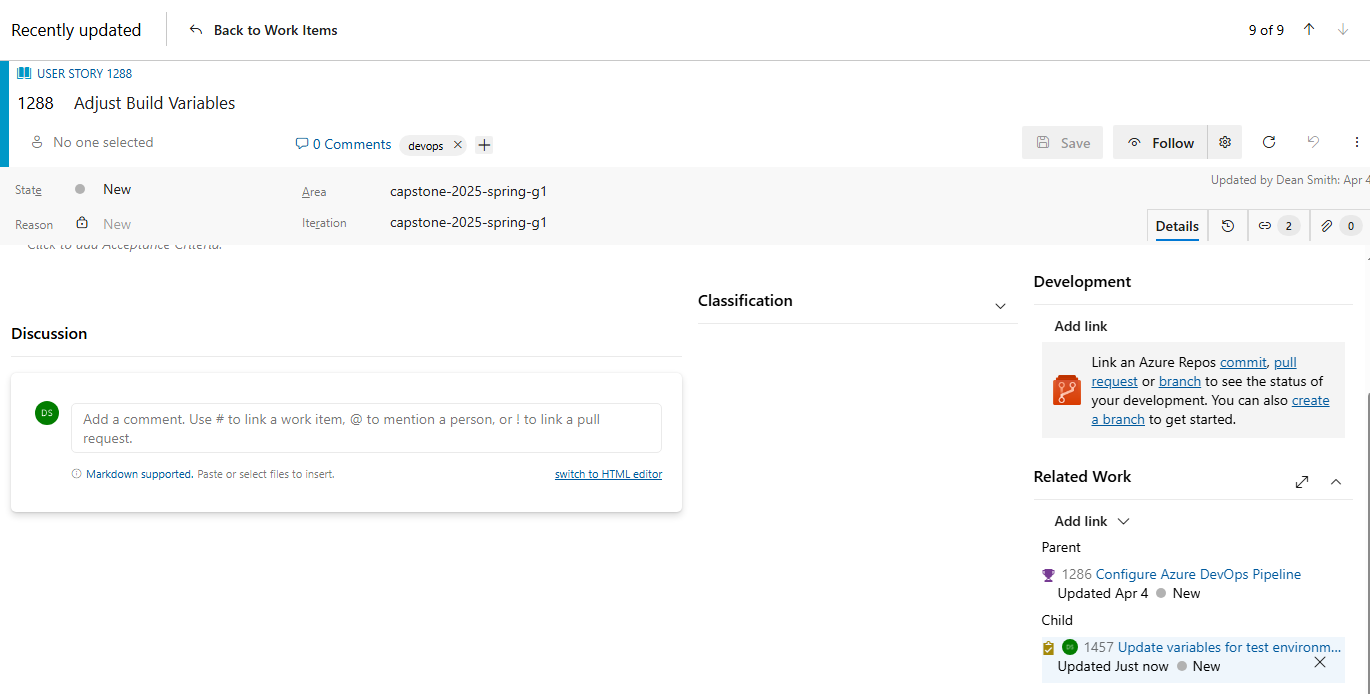 Recently updated
Back to Work Items
9 of 9
USER STORY 1288
1288 Adjust Build Variables
No one selected
0 Comments
devops
Save
Follow
State New
Area capstone-2025-spring-g1
Updated by Dean Smith: Apr 4
Reason New
Iteration capstone-2025-spring-g1
Details
2
0
Click to add Acceptance Criteria.
Discussion
DS
Add a comment. Use # to link a work item, @ to mention a person, or ! to link a pull
request.
Markdown supported. Paste or select files to insert.
switch to HTML editor
Classification
Development
Add link
Link an Azure Repos commit, pull
request or branch to see the status of
your development. You can also create
a branch to get started.
Related Work
Add link
Parent
1286 Configure Azure DevOps Pipeline
Updated Apr 4 New
Child
DS 1457 Update variables for test environm...
Updated Just now New